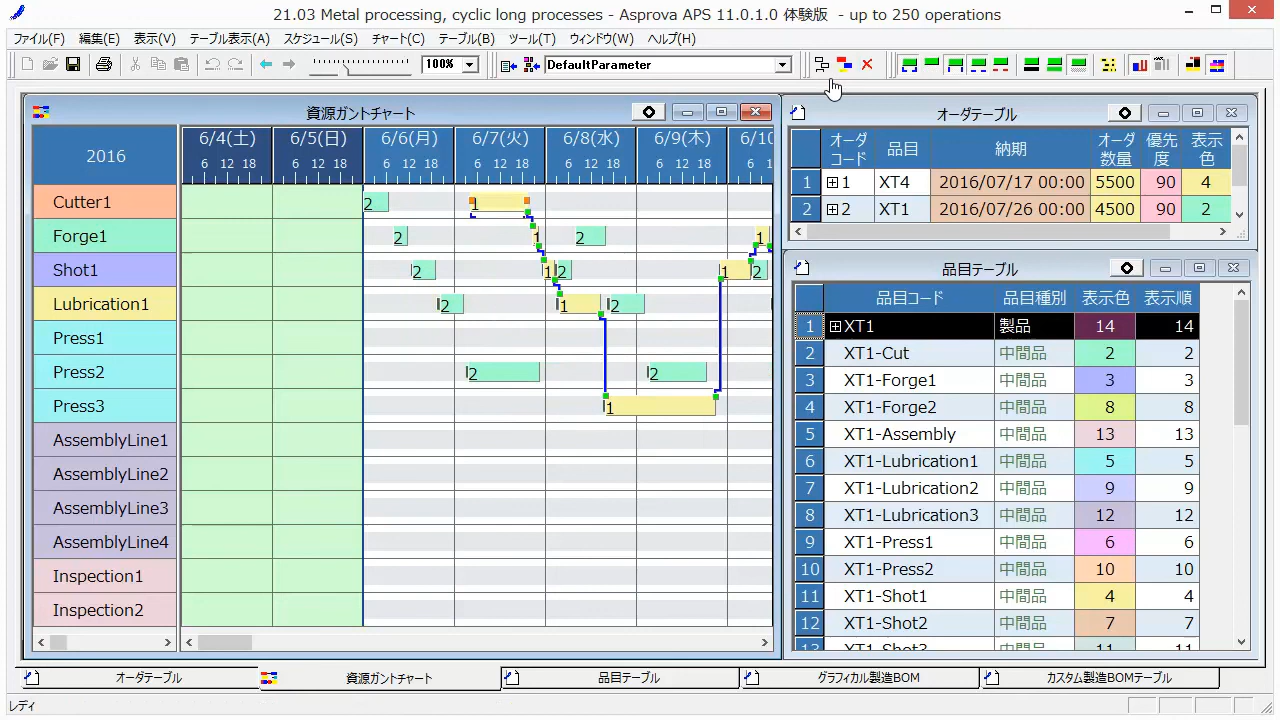 21.03 Metal processing, cyclic long processes - Asprova APS 11.0.1.0 体験版 - up to 250 operations
ファイル(F) 編集(E) 表示(V) テーブル表示(A) スケジュール(S) チャート(C) テーブル(B) ツール(T) ウィンドウ(W) ヘルプ(H)
100% DefaultParameter
資源ガントチャート
2016
6/4(土) 6/5(日) 6/6(月) 6/7(火) 6/8(水) 6/9(木) 6/10
6 12 18 6 12 18 6 12 18 6 12 18 6 12 18 6 12 18 6 12
Cutter1 2 1
Forge1 2 1 2 1
Shot1 2 1 2 1 2
Lubrication1 2 1 2
Press1
Press2 2 2
Press3 1
AssemblyLine1
AssemblyLine2
AssemblyLine3
AssemblyLine4
Inspection1
Inspection2
オーダテーブル
オーダコード 品目 納期 オーダ数量 優先度 表示色
1 1 XT4 2016/07/17 00:00 5500 90 4
2 2 XT1 2016/07/26 00:00 4500 90 2
品目テーブル
品目コード 品目種別 表示色 表示順
1 XT1 製品 14 14
2 XT1-Cut 中間品 2 2
3 XT1-Forge1 中間品 3 3
4 XT1-Forge2 中間品 8 8
5 XT1-Assembly 中間品 13 13
6 XT1-Lubrication1 中間品 5 5
7 XT1-Lubrication2 中間品 9 9
8 XT1-Lubrication3 中間品 12 12
9 XT1-Press1 中間品 6 6
10 XT1-Press2 中間品 10 10
11 XT1-Shot1 中間品 4 4
12 XT1-Shot2 中間品 7 7
13 XT1-Shot3 中間品 11 11
オーダテーブル 資源ガントチャート 品目テーブル グラフィカル製造BOM カスタム製造BOMテーブル
レディ